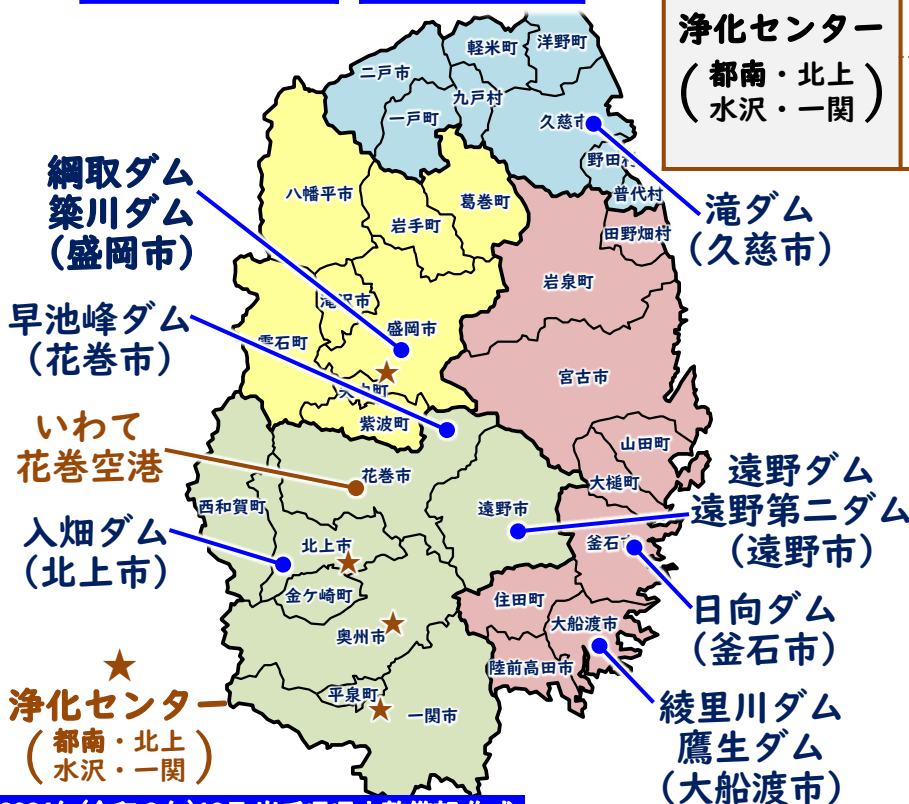 浄化センター
(都南・北上
水沢・一関)
軽米町
洋野町
二戸市
九戸村
一戸町
久慈市
野田村
普代村
綱取ダム
簗川ダム
(盛岡市)
八幡平市
葛巻町
岩手町
田野畑村
滝ダム
(久慈市)
岩泉町
滝沢市
早池峰ダム
(花巻市)
盛岡市
雫石町
矢巾町
宮古市
紫波町
いわて
花巻空港
山田町
花巻市
大槌町
遠野ダム
遠野第二ダム
(遠野市)
西和賀町
遠野市
入畑ダム
(北上市)
北上市
釜石市
金ケ崎町
住田町
日向ダム
(釜石市)
奥州市
大船渡市
陸前高田市
浄化センター
(都南・北上
水沢・一関)
平泉町
一関市
綾里川ダム
鷹生ダム
(大船渡市)